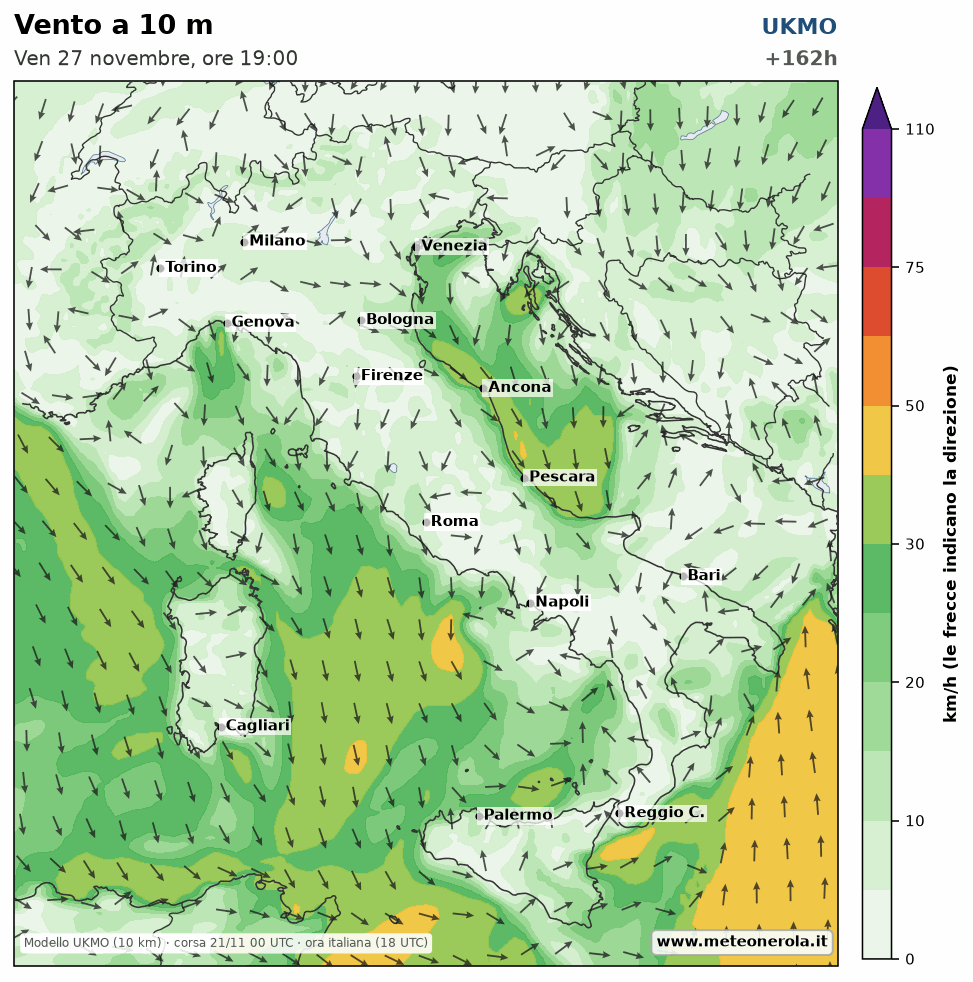 Vento a 10 m
UKMO
Ven 27 novembre, ore 19:00
+162h
Milano
Venezia
Torino
Genova
Bologna
Firenze
Ancona
Pescara
Roma
Bari
Napoli
Cagliari
Palermo
Reggio C.
110
75
50
30
20
10
0
km/h (le frecce indicano la direzione)
Modello UKMO (10 km) · corsa 21/11 00 UTC · ora italiana (18 UTC)
www.meteonerola.it